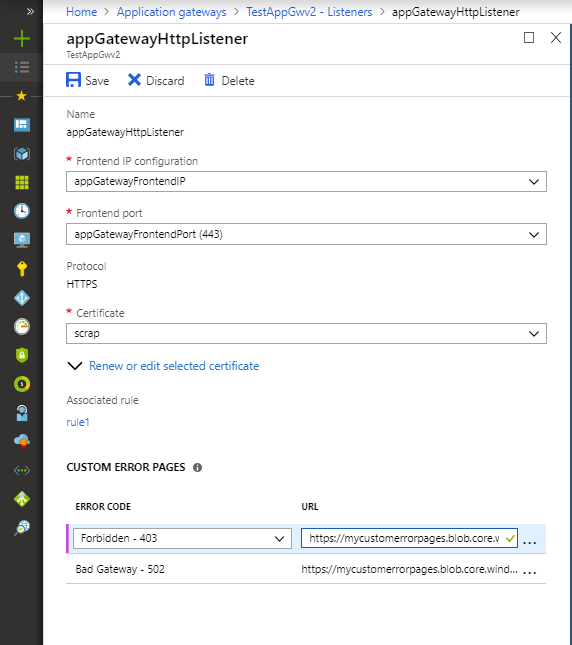 Home > Application gateways > TestAppGwv2 - Listeners > appGatewayHttpListener
appGatewayHttpListener
TestAppGwv2
Save Discard Delete
Name
appGatewayHttpListener
* Frontend IP configuration
appGatewayFrontendIP
* Frontend port
appGatewayFrontendPort (443)
Protocol
HTTPS
* Certificate
scrap
Renew or edit selected certificate
Associated rule
rule1
CUSTOM ERROR PAGES
ERROR CODE URL
Forbidden - 403 https://mycustomerrorpages.blob.core.w ...
Bad Gateway - 502 https://mycustomerrorpages.blob.core.wind... ...